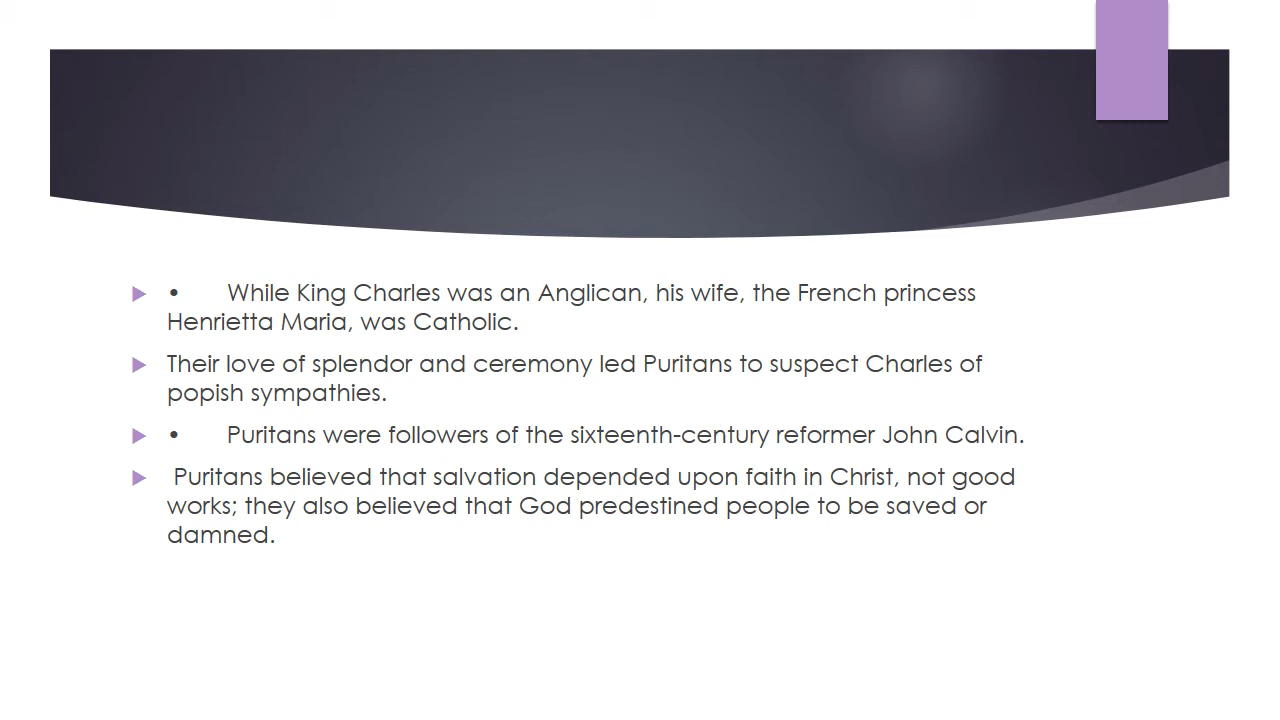 • While King Charles was an Anglican, his wife, the French princess
Henrietta Maria, was Catholic.
Their love of splendor and ceremony led Puritans to suspect Charles of
popish sympathies.
• Puritans were followers of the sixteenth-century reformer John Calvin.
Puritans believed that salvation depended upon faith in Christ, not good
works; they also believed that God predestined people to be saved or
damned.